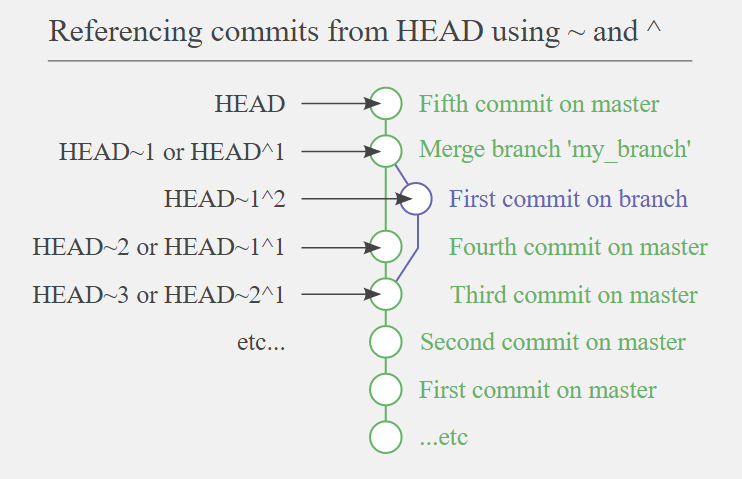 Referencing commits from HEAD using ~ and ^
HEAD Fifth commit on master
HEAD~1 or HEAD^1 Merge branch 'my_branch'
HEAD~1^2 First commit on branch
HEAD~2 or HEAD~1^1 Fourth commit on master
HEAD~3 or HEAD~2^1 Third commit on master
etc... Second commit on master
First commit on master
...etc